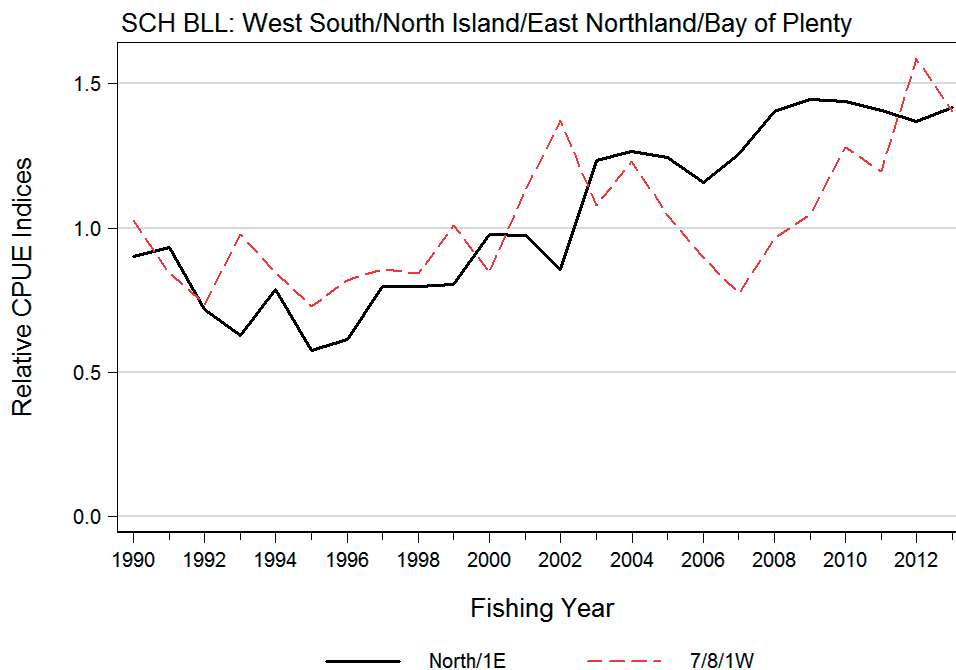 SCH BLL: West South/North Island/East Northland/Bay of Plenty
Relative CPUE Indices
1.5
1.0
0.5
0.0
1990 1992 1994 1996 1998 2000 2002 2004 2006 2008 2010 2012
Fishing Year
North/1E 7/8/1W